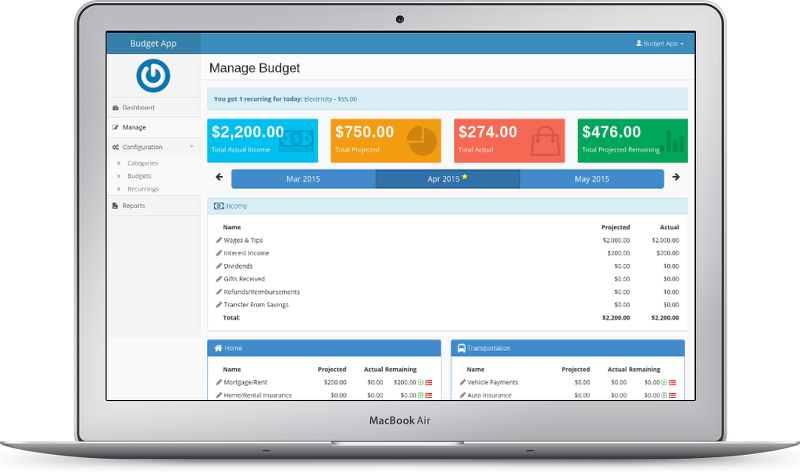 Budget App
Budget App
Manage Budget
You got 1 recurring for today: Electricity - $55.00
Dashboard
Manage
Configuration
Categories
Budgets
Recurrings
Reports
$2,200.00
Total Actual Income
$750.00
Total Projected
$274.00
Total Actual
$476.00
Total Projected Remaining
Mar 2015
Apr 2015
May 2015
Income
Name Projected Actual
Wages & Tips $2,000.00 $2,000.00
Interest Income $200.00 $200.00
Dividends $0.00 $0.00
Gifts Received $0.00 $0.00
Refunds/Reimbursements $0.00 $0.00
Transfer From Savings $0.00 $0.00
Total: $2,200.00 $2,200.00
Home
Name Projected Actual Remaining
Mortgage/Rent $200.00 $0.00 $200.00
Home/Rental Insurance $0.00 $0.00 $0.00
Transportation
Name Projected Actual Remaining
Vehicle Payments $0.00 $0.00 $0.00
Auto Insurance $0.00 $0.00 $0.00
MacBook Air